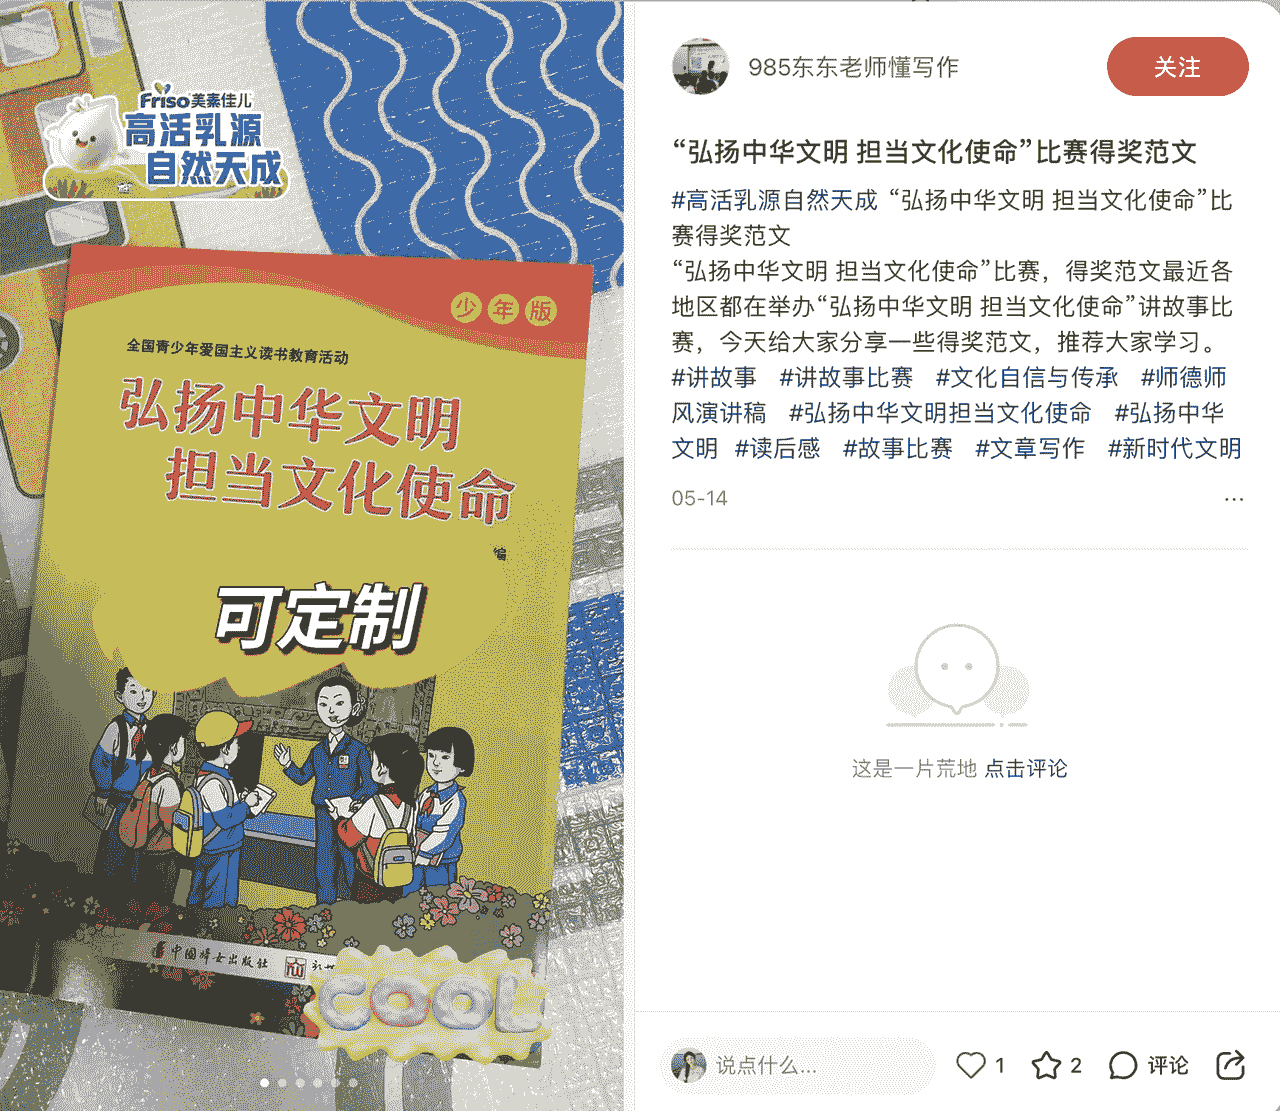 Friso美素佳儿
高活乳源
自然天成
少年版
全国青少年爱国主义读书教育活动
弘扬中华文明
担当文化使命
编
可定制
中国妇女出版社
COOL
985东东老师懂写作
关注
“弘扬中华文明 担当文化使命”比赛得奖范文
#高活乳源自然天成 “弘扬中华文明 担当文化使命”比
赛得奖范文
“弘扬中华文明 担当文化使命”比赛，得奖范文最近各
地区都在举办“弘扬中华文明 担当文化使命”讲故事比
赛，今天给大家分享一些得奖范文，推荐大家学习。
#讲故事 #讲故事比赛 #文化自信与传承 #师德师
风演讲稿 #弘扬中华文明担当文化使命 #弘扬中华
文明 #读后感 #故事比赛 #文章写作 #新时代文明
05-14
这是一片荒地 点击评论
说点什么...
1
2
评论